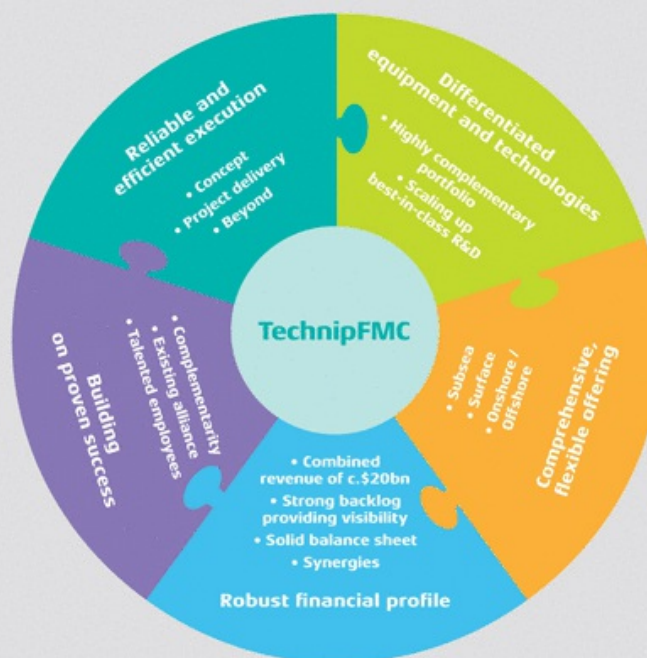 Reliable and
efficient execution
• Concept
• Project delivery
• Beyond
Differentiated
equipment and technologies
• Highly complementary
portfolio
• Scaling up
best-in-class R&D
Comprehensive,
flexible offering
• Subsea
• Surface
• Onshore /
Offshore
• Combined
revenue of c.$20bn
• Strong backlog
providing visibility
• Solid balance sheet
• Synergies
Robust financial profile
Building
on proven success
• Complementarity
• Existing alliance
• Talented employees
TechnipFMC